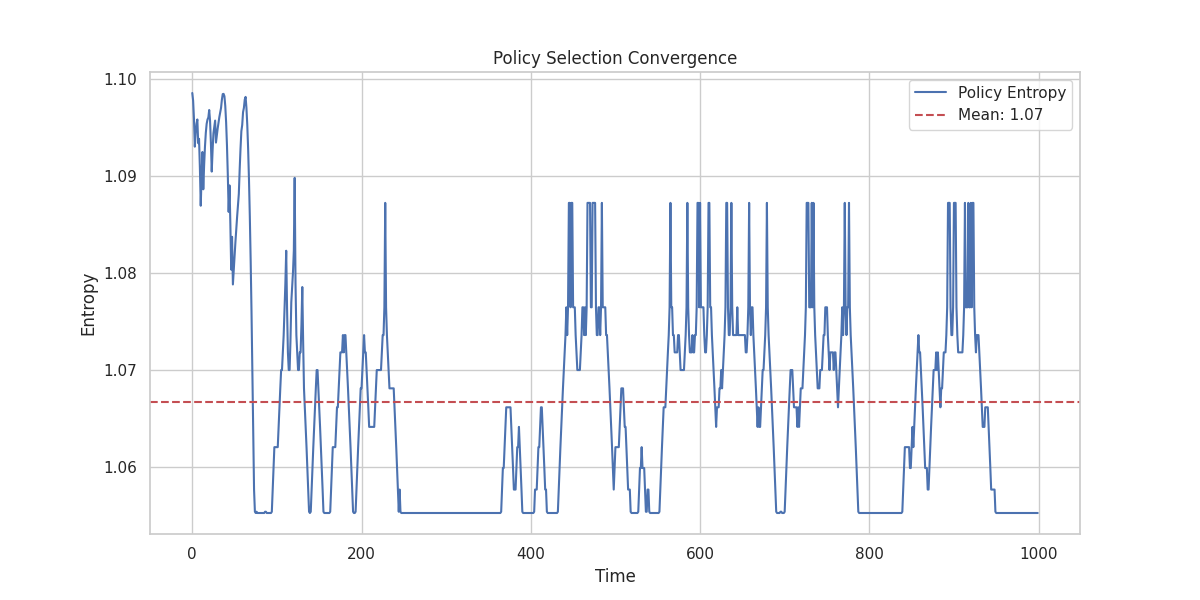 Policy Selection Convergence
1.10
1.09
1.08
1.07
1.06
Entropy
Policy Entropy
Mean: 1.07
0
200
400
600
800
1000
Time